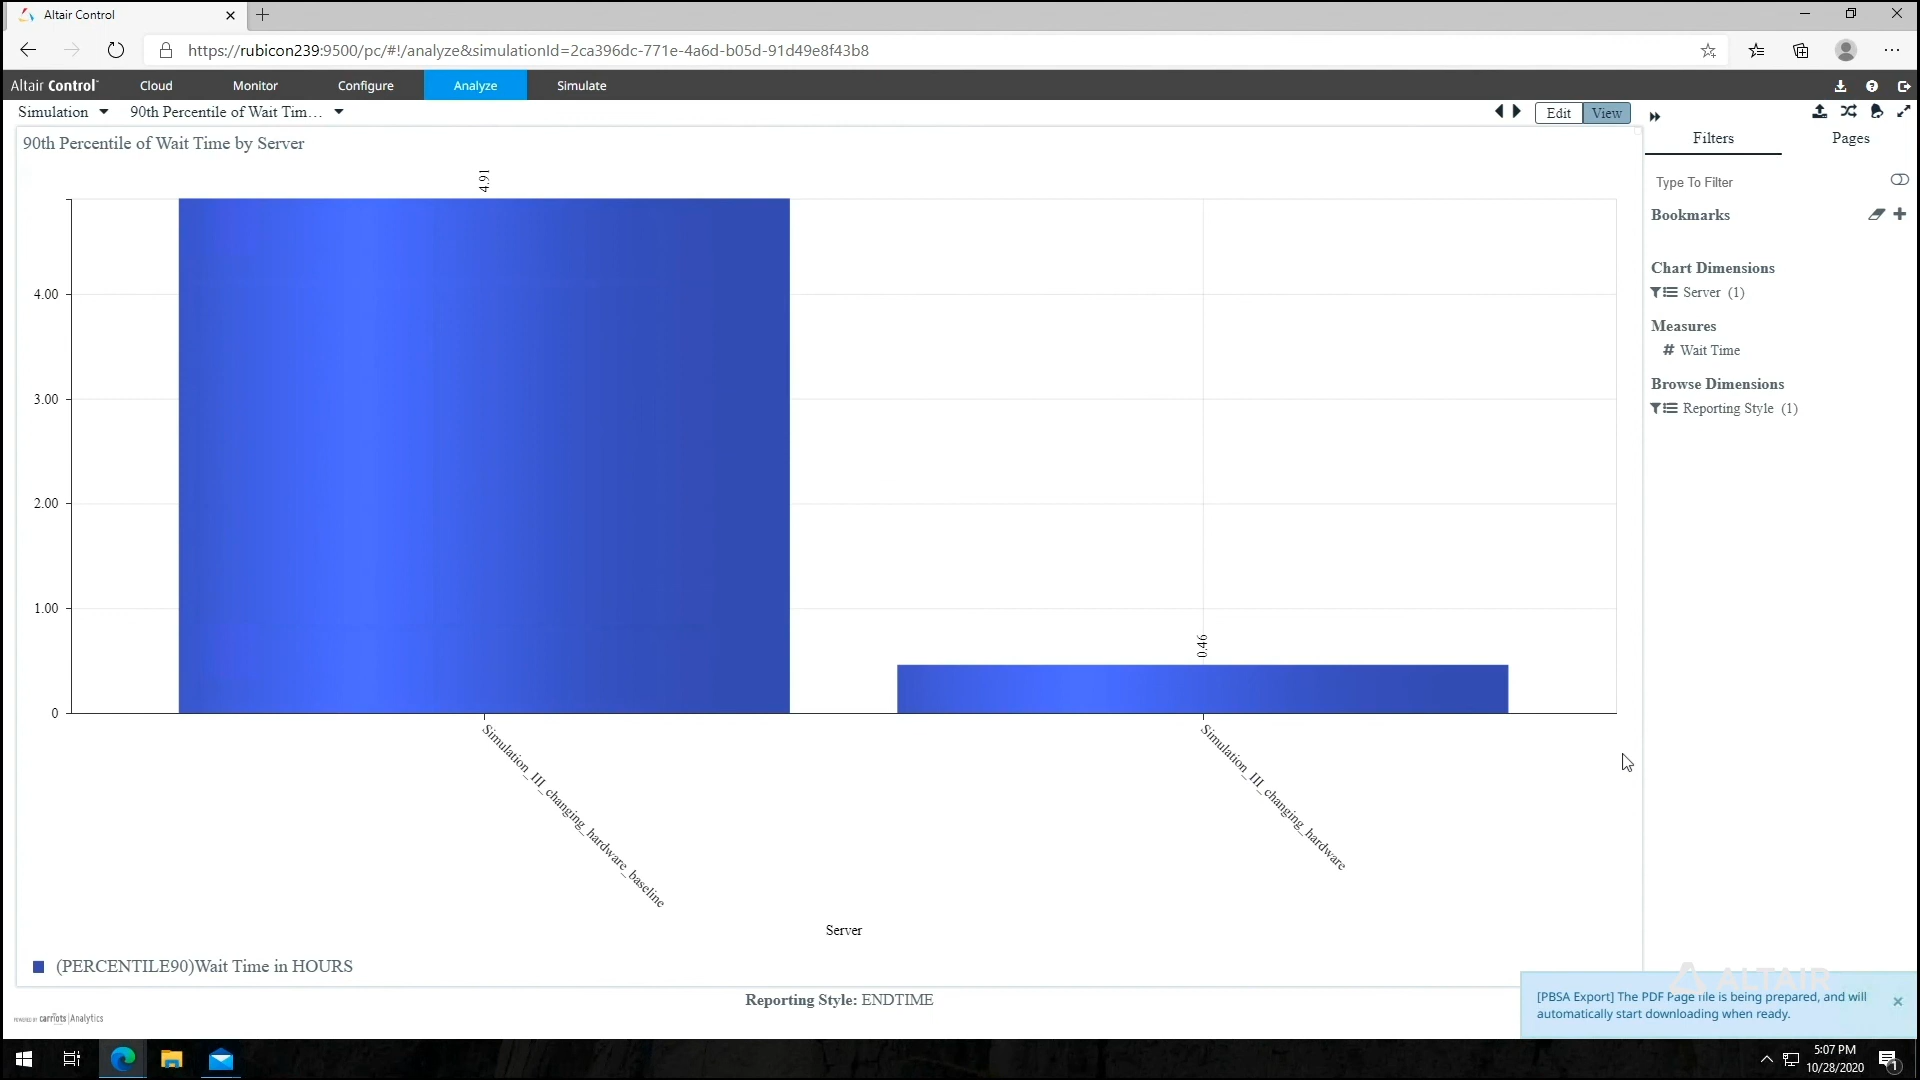 Altair Control
https://rubicon239:9500/pc/#!/analyze&simulationId=2ca396dc-771e-4a6d-b05d-91d49e8f43b8
Altair Control
Cloud
Monitor
Configure
Analyze
Simulate
Simulation
90th Percentile of Wait Tim...
Edit
View
Filters
Pages
90th Percentile of Wait Time by Server
Type To Filter
Bookmarks
Chart Dimensions
Server (1)
Measures
# Wait Time
Browse Dimensions
Reporting Style (1)
4.91
4.00
3.00
2.00
1.00
0
0.46
Simulation_III_changing_hardware_baseline
Simulation_III_changing_hardware
Server
(PERCENTILE90)Wait Time in HOURS
Reporting Style: ENDTIME
POWERED BY carriots Analytics
ALTAIR
[PBSA Export] The PDF Page file is being prepared, and will
automatically start downloading when ready.
5:07 PM
10/28/2020
1